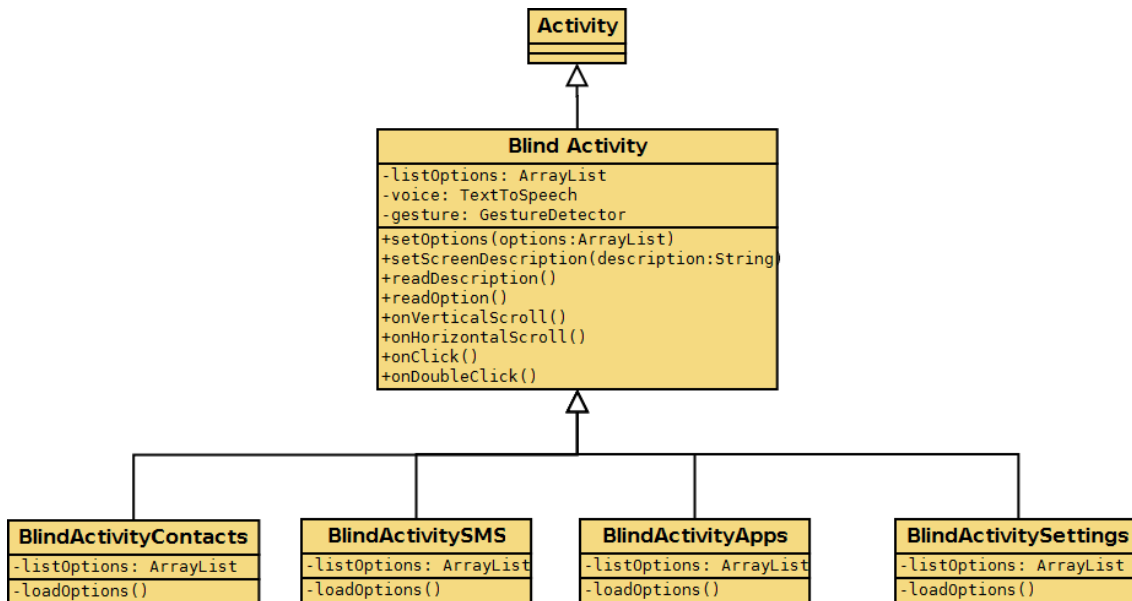 Activity
Blind Activity
-listOptions: ArrayList
-voice: TextToSpeech
-gesture: GestureDetector
+setOptions(options:ArrayList)
+setScreenDescription(description:String)
+readDescription()
+readOption()
+onVerticalScroll()
+onHorizontalScroll()
+onClick()
+onDoubleClick()
BlindActivityContacts
-listOptions: ArrayList
-loadOptions()
BlindActivitySMS
-listOptions: ArrayList
-loadOptions()
BlindActivityApps
-listOptions: ArrayList
-loadOptions()
BlindActivitySettings
-listOptions: ArrayList
-loadOptions()